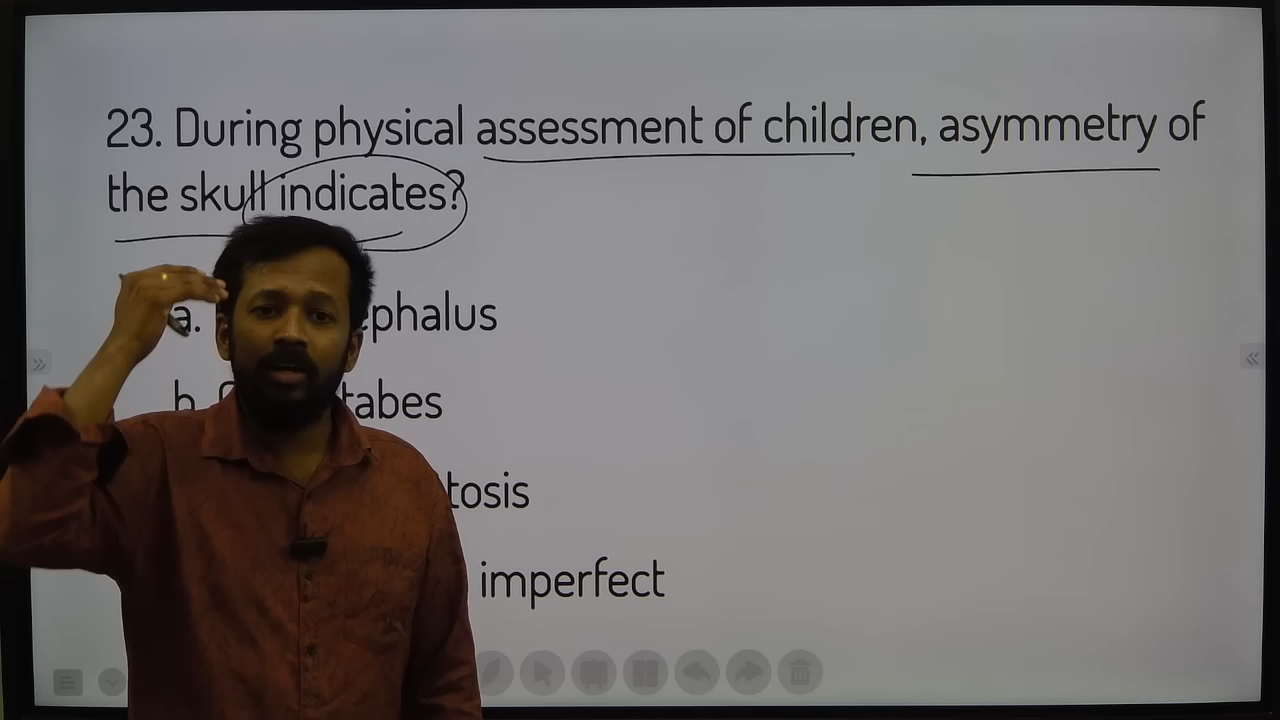 23. During physical assessment of children, asymmetry of
the skull indicates?
a. ephalus
b. tabes
tosis
imperfect